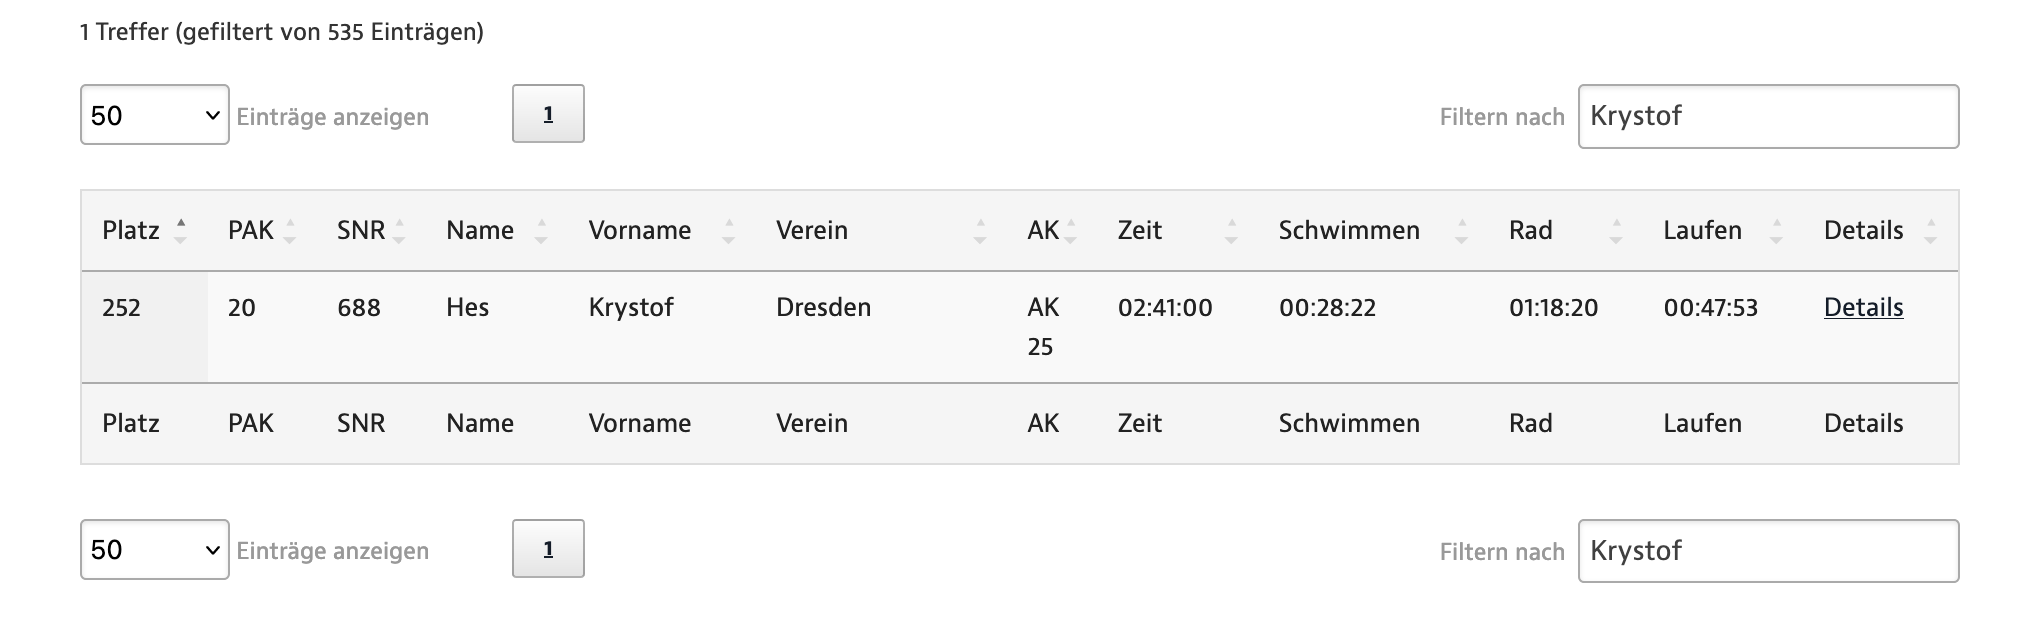 1 Treffer (gefiltert von 535 Einträgen)
50 Einträge anzeigen 1 Filtern nach Krystof
Platz PAK SNR Name Vorname Verein AK Zeit Schwimmen Rad Laufen Details
252 20 688 Hes Krystof Dresden AK 02:41:00 00:28:22 01:18:20 00:47:53 Details
25
Platz PAK SNR Name Vorname Verein AK Zeit Schwimmen Rad Laufen Details
50 Einträge anzeigen 1 Filtern nach Krystof